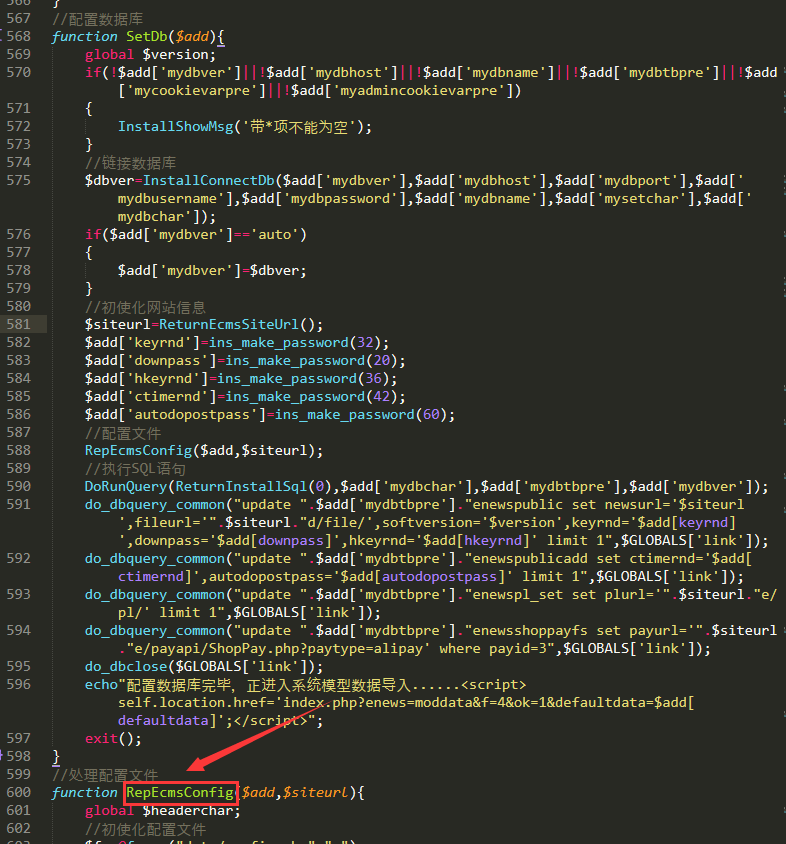 566 }
567 //配置数据库
568 function SetDb($add){
569 global $version;
570 if(!$add['mydbver']||!$add['mydbhost']||!$add['mydbname']||!$add['mydbtbpre']||!$add
['mycookievarpre']||!$add['myadmincookievarpre'])
571 {
572 InstallShowMsg('带*项不能为空');
573 }
574 //链接数据库
575 $dbver=InstallConnectDb($add['mydbver'],$add['mydbhost'],$add['mydbport'],$add['
mydbusername'],$add['mydbpassword'],$add['mydbname'],$add['mysetchar'],$add['
mydbchar']);
576 if($add['mydbver']=='auto')
577 {
578 $add['mydbver']=$dbver;
579 }
580 //初使化网站信息
581 $siteurl=ReturnEcmsSiteUrl();
582 $add['keyrnd']=ins_make_password(32);
583 $add['downpass']=ins_make_password(20);
584 $add['hkeyrnd']=ins_make_password(36);
585 $add['ctimernd']=ins_make_password(42);
586 $add['autodopostpass']=ins_make_password(60);
587 //配置文件
588 RepEcmsConfig($add,$siteurl);
589 //执行SQL语句
590 DoRunQuery(ReturnInstallSql(0),$add['mydbchar'],$add['mydbtbpre'],$add['mydbver']);
591 do_dbquery_common("update ".$add['mydbtbpre']."enewspublic set newsurl='$siteurl
',fileurl='".$siteurl."d/file/',softversion='$version',keyrnd='$add[keyrnd]
',downpass='$add[downpass]',hkeyrnd='$add[hkeyrnd]' limit 1",$GLOBALS['link']);
592 do_dbquery_common("update ".$add['mydbtbpre']."enewspublicadd set ctimernd='$add[
ctimernd]',autodopostpass='$add[autodopostpass]' limit 1",$GLOBALS['link']);
593 do_dbquery_common("update ".$add['mydbtbpre']."enewspl_set set plurl='".$siteurl."e/
pl/' limit 1",$GLOBALS['link']);
594 do_dbquery_common("update ".$add['mydbtbpre']."enewsshoppayfs set payurl='".$siteurl
."e/payapi/ShopPay.php?paytype=alipay' where payid=3",$GLOBALS['link']);
595 do_dbclose($GLOBALS['link']);
596 echo"配置数据库完毕，正进入系统模型数据导入......<script>
self.location.href='index.php?enews=moddata&f=4&ok=1&defaultdata=$add[
defaultdata]';</script>";
597 exit();
598 }
599 //处理配置文件
600 function RepEcmsConfig($add,$siteurl){
601 global $headerchar;
602 //初使化配置文件